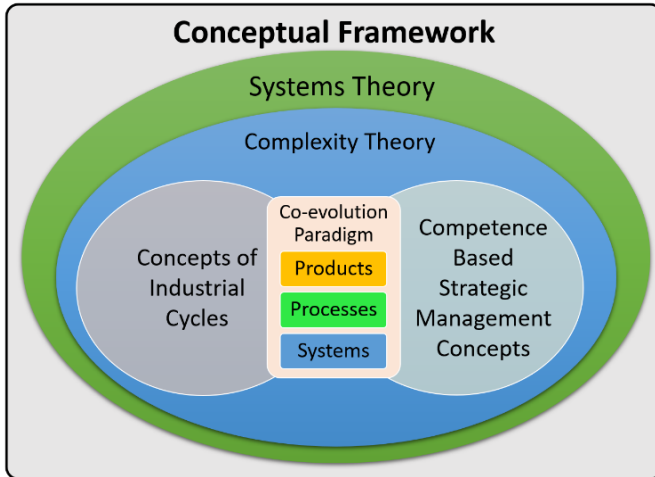 Conceptual Framework
Systems Theory
Complexity Theory
Concepts of
Industrial
Cycles
Co-evolution
Paradigm
Products
Processes
Systems
Competence
Based
Strategic
Management
Concepts